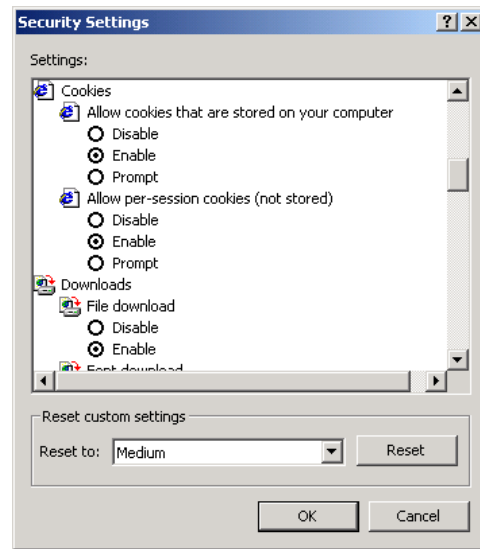 Security Settings
Settings:
Cookies
Allow cookies that are stored on your computer
Disable
Enable
Prompt
Allow per-session cookies (not stored)
Disable
Enable
Prompt
Downloads
File download
Disable
Enable
Font download
Reset custom settings
Reset to: Medium Reset
OK Cancel